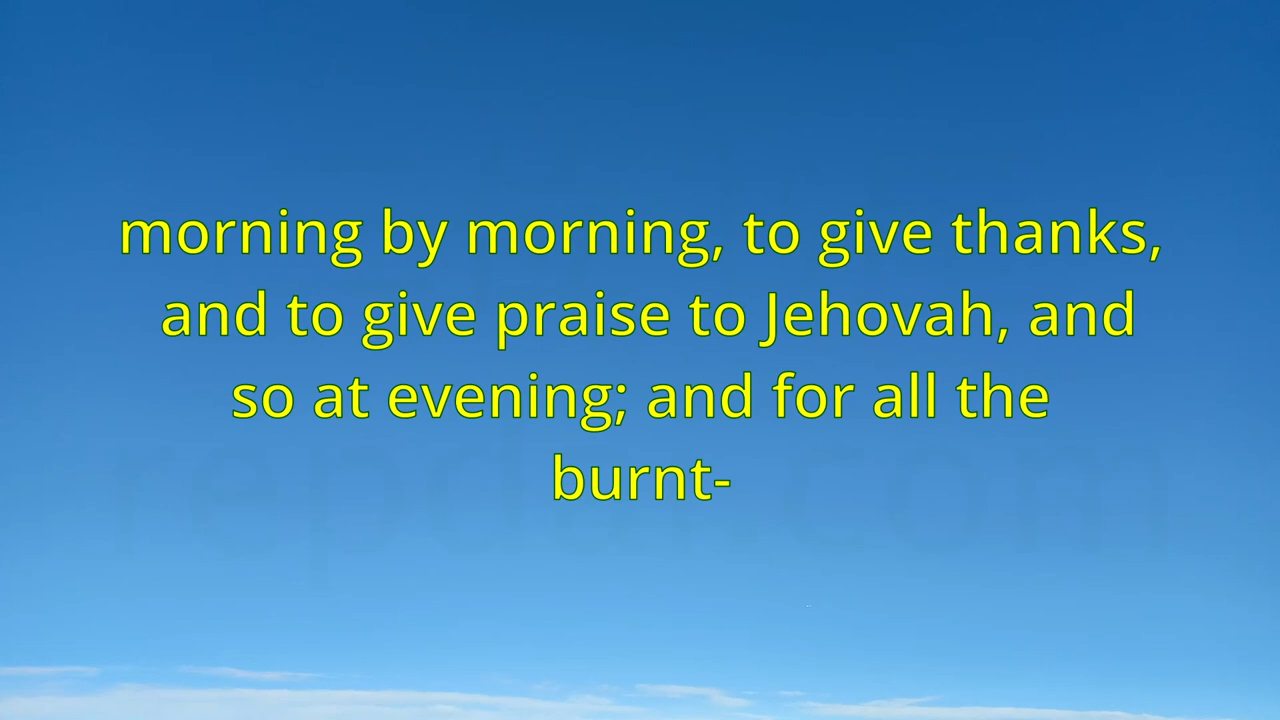 morning by morning, to give thanks,
and to give praise to Jehovah, and
so at evening; and for all the
burnt-